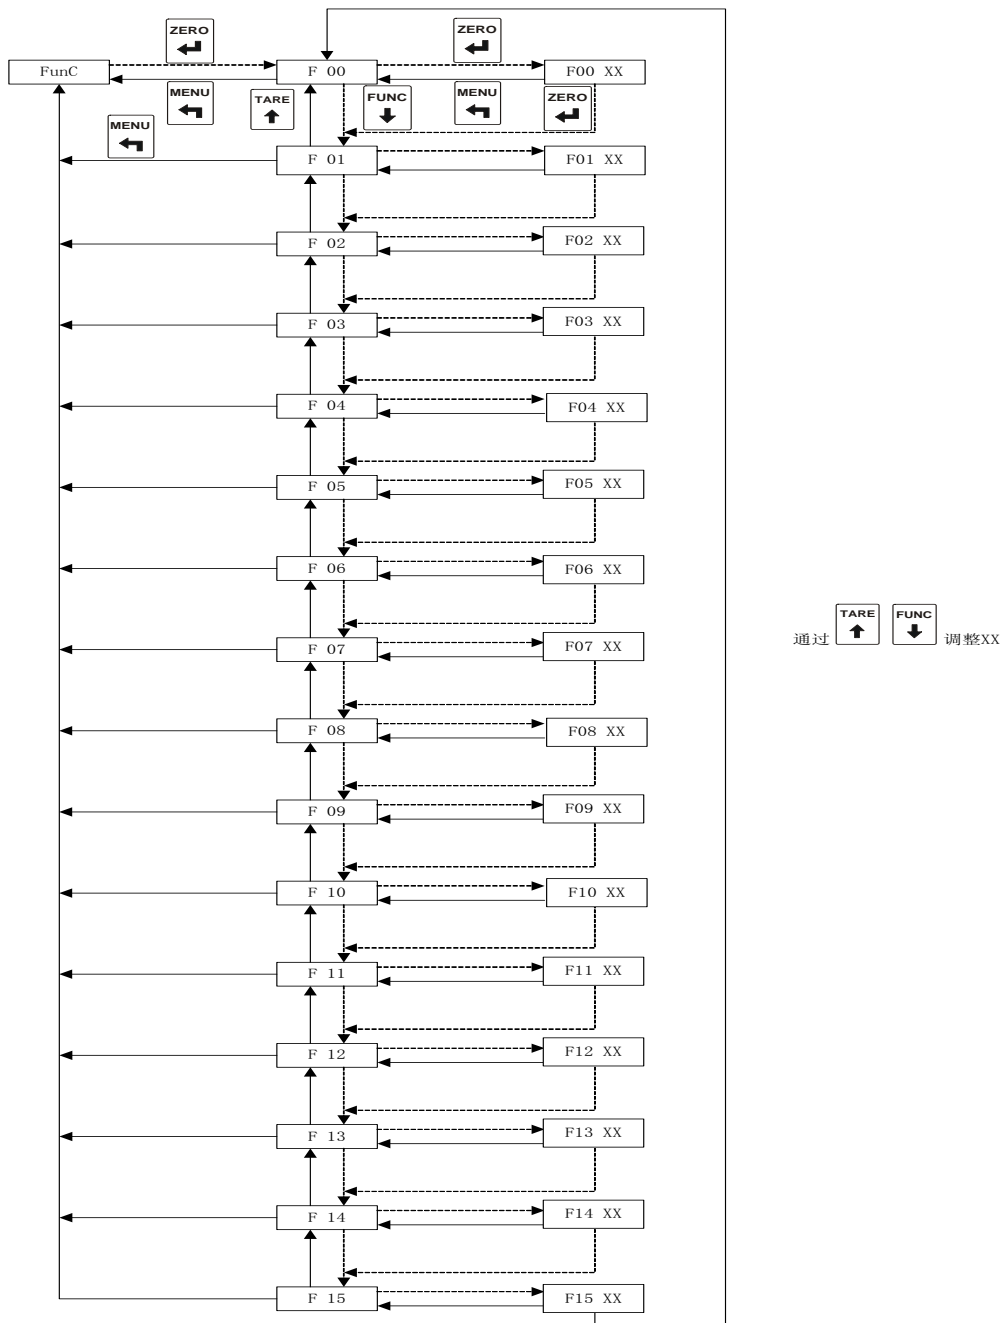 ZERO
ZERO
FunC
F 00
F00 XX
MENU
TARE
FUNC
MENU
ZERO
MENU
F 01
F01 XX
F 02
F02 XX
F 03
F03 XX
F 04
F04 XX
F 05
F05 XX
F 06
F06 XX
通过 TARE FUNC 调整XX
F 07
F07 XX
F 08
F08 XX
F 09
F09 XX
F 10
F10 XX
F 11
F11 XX
F 12
F12 XX
F 13
F13 XX
F 14
F14 XX
F 15
F15 XX